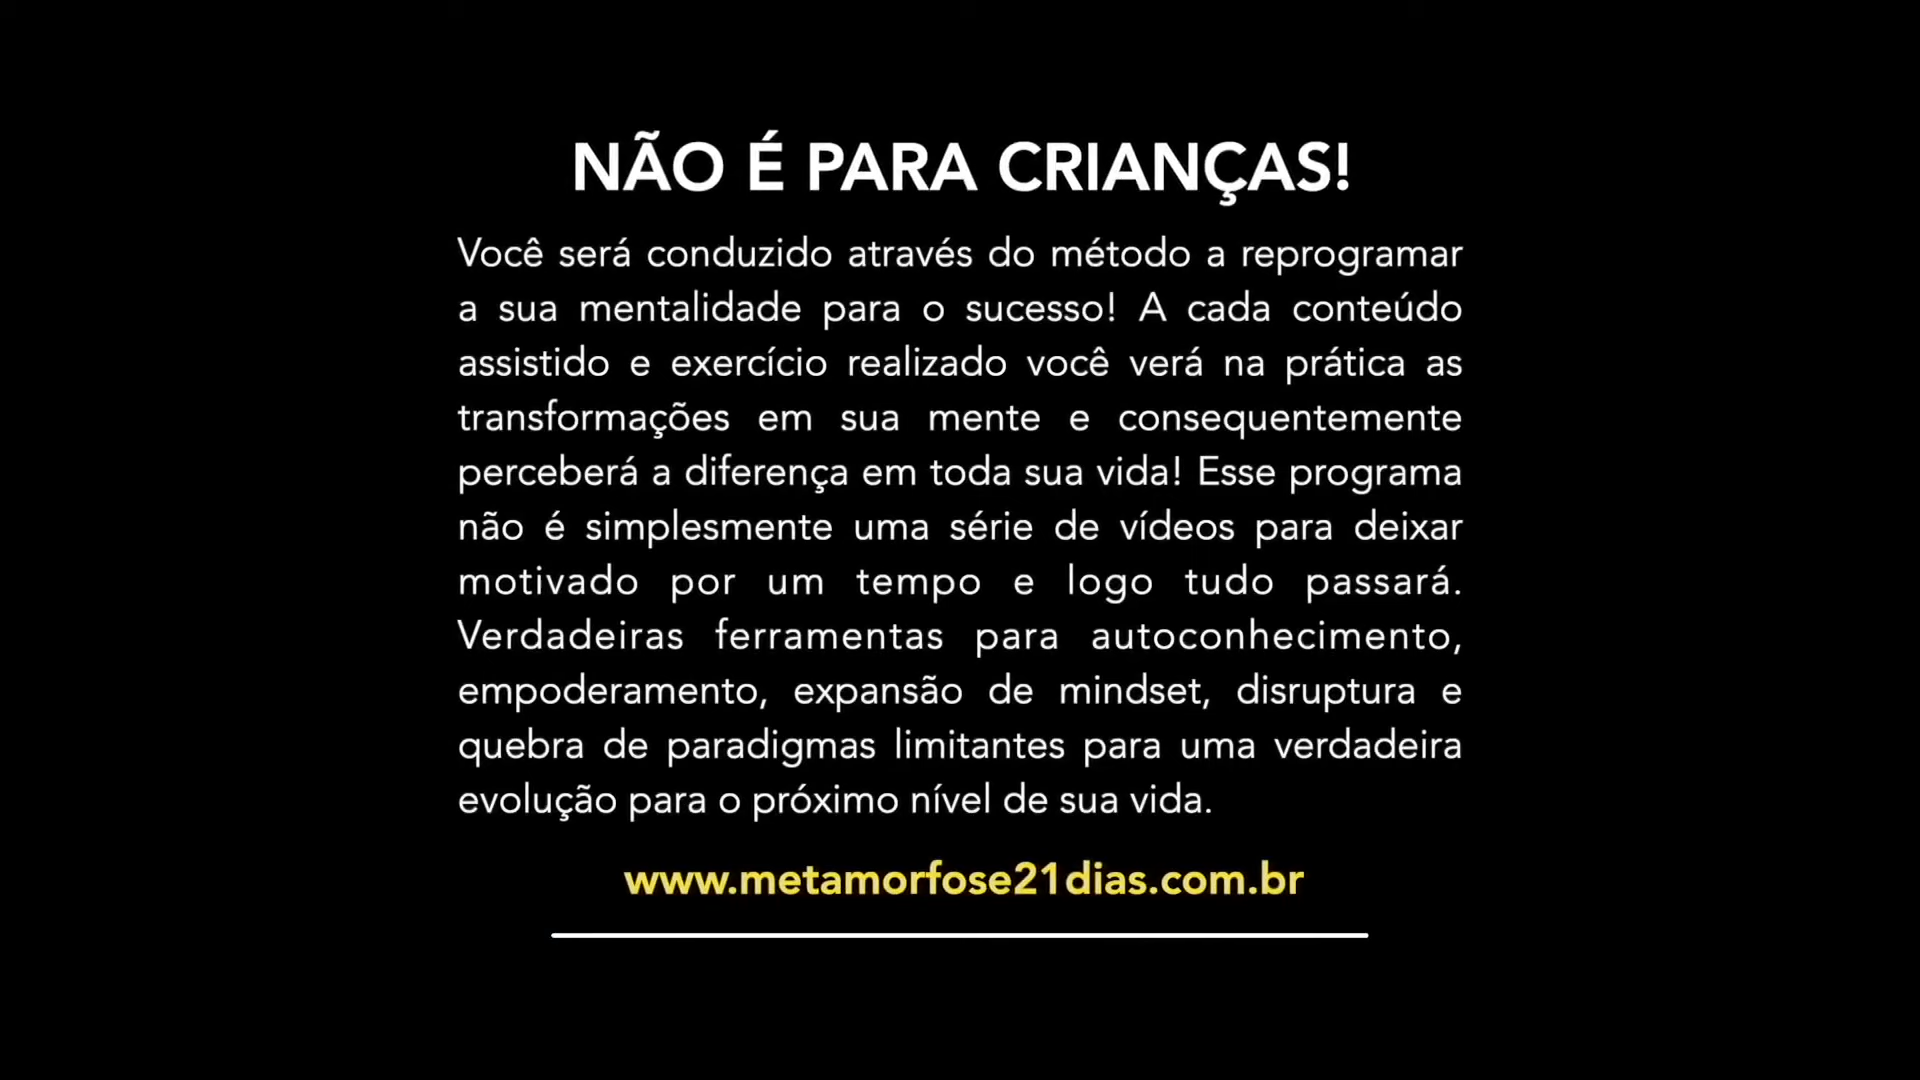 NÃO É PARA CRIANÇAS!
Você será conduzido através do método a reprogramar
a sua mentalidade para o sucesso! A cada conteúdo
assistido e exercício realizado você verá na prática as
transformações em sua mente e consequentemente
perceberá a diferença em toda sua vida! Esse programa
não é simplesmente uma série de vídeos para deixar
motivado por um tempo e logo tudo passará.
Verdadeiras ferramentas para autoconhecimento,
empoderamento, expansão de mindset, disruptura e
quebra de paradigmas limitantes para uma verdadeira
evolução para o próximo nível de sua vida.
www.metamorfose21dias.com.br